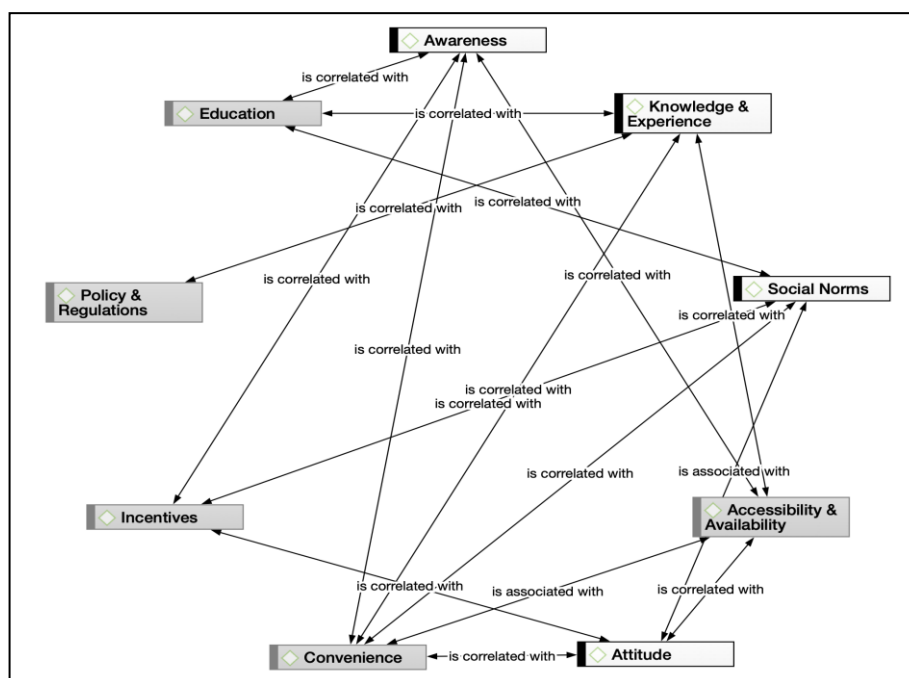 Awareness
is correlated with
Education
is correlated with
Knowledge &
Experience
is correlated with
is correlated with
is correlated with
is correlated with
Policy &
Regulations
Social Norms
is correlated with
is correlated with
is correlated with
is correlated with
is correlated with
is associated with
Incentives
Accessibility &
Availability
is correlated with
is associated with
is correlated with
Convenience
is correlated with
Attitude